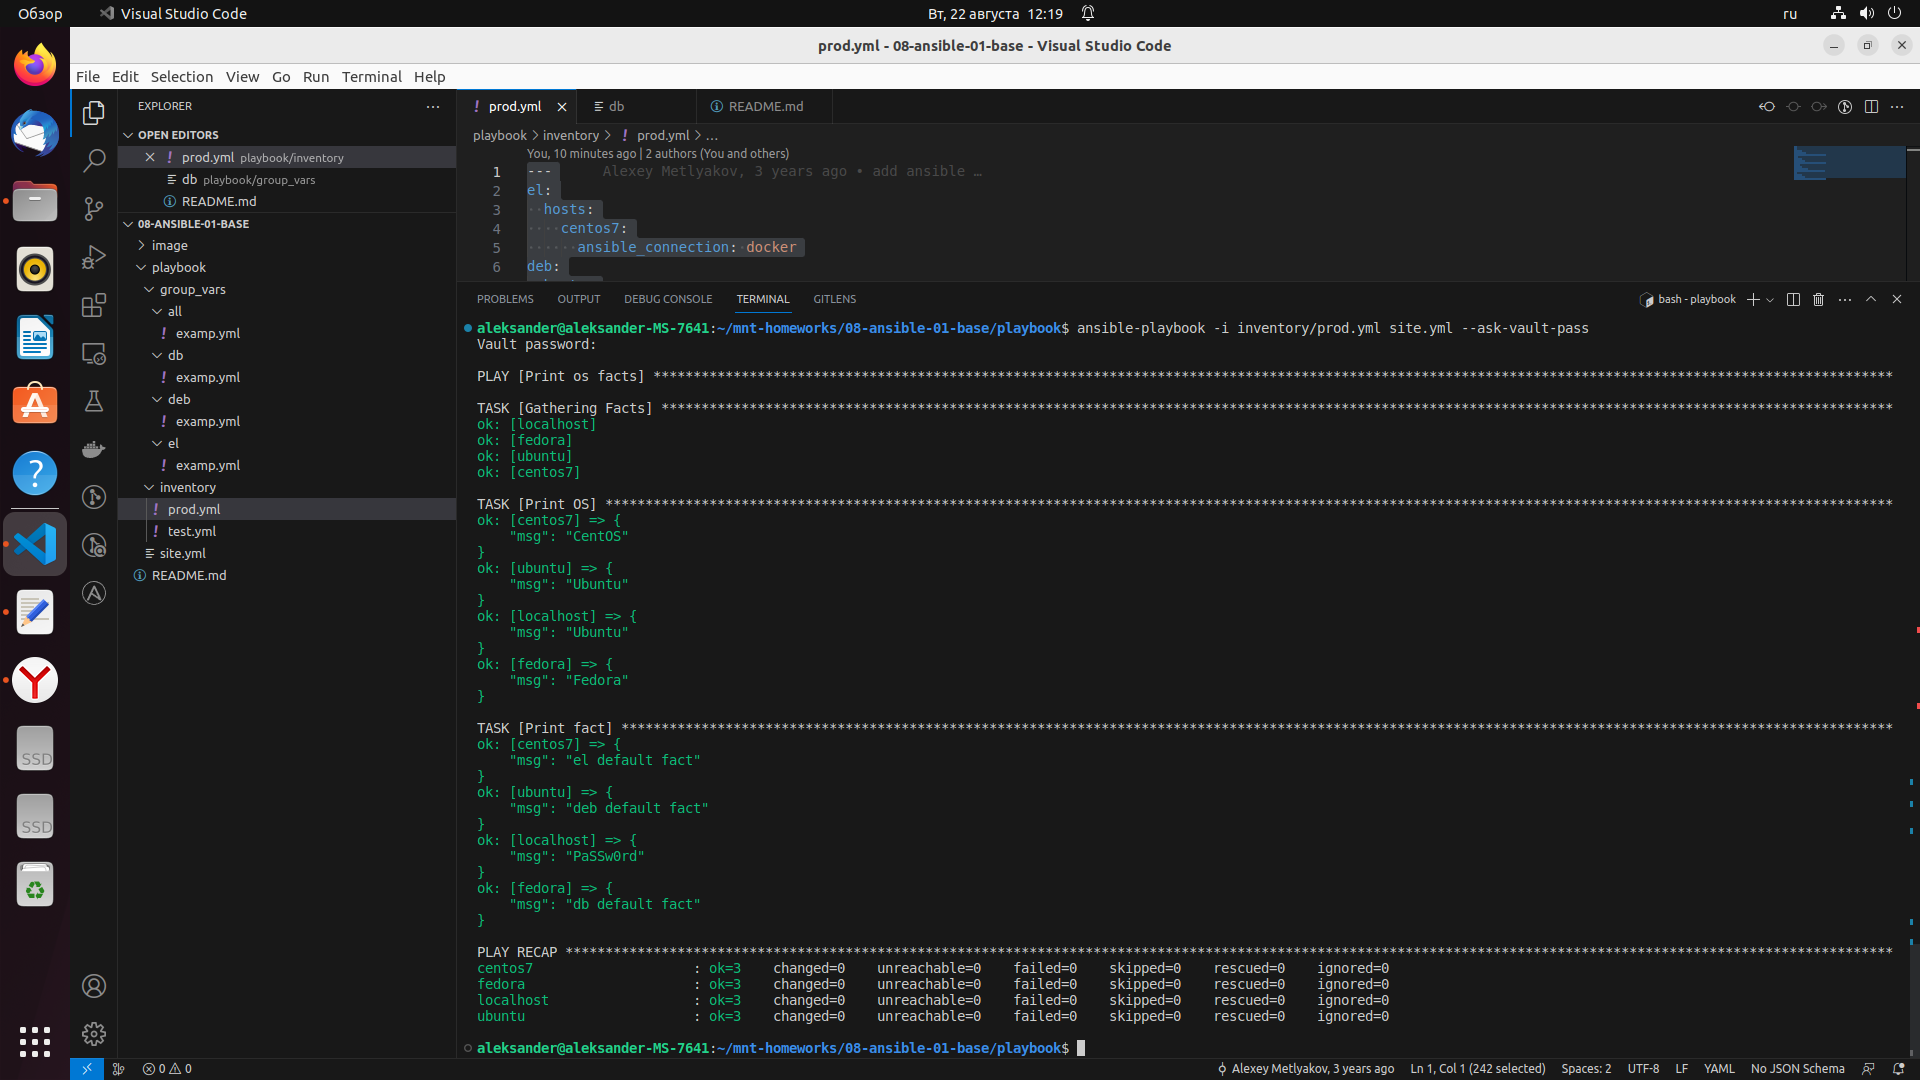 Обзор
Visual Studio Code
Вт, 22 августа 12:19
ru
prod.yml - 08-ansible-01-base - Visual Studio Code
File Edit Selection View Go Run Terminal Help
EXPLORER
OPEN EDITORS
prod.yml playbook/inventory
db playbook/group_vars
README.md
08-ANSIBLE-01-BASE
image
playbook
group_vars
all
examp.yml
db
examp.yml
deb
examp.yml
el
examp.yml
inventory
prod.yml
test.yml
site.yml
README.md
SSD
SSD
prod.yml db README.md
playbook > inventory > prod.yml > ...
You, 10 minutes ago | 2 authors (You and others)
1 --- Alexey Metlyakov, 3 years ago • add ansible …
2 el:
3 hosts:
4 centos7:
5 ansible_connection: docker
6 deb:
PROBLEMS OUTPUT DEBUG CONSOLE TERMINAL GITLENS
bash - playbook
aleksander@aleksander-MS-7641:~/mnt-homeworks/08-ansible-01-base/playbook$ ansible-playbook -i inventory/prod.yml site.yml --ask-vault-pass
Vault password:
PLAY [Print os facts] ***********************************************************************************************************************************************************
TASK [Gathering Facts] **********************************************************************************************************************************************************
ok: [localhost]
ok: [fedora]
ok: [ubuntu]
ok: [centos7]
TASK [Print OS] *****************************************************************************************************************************************************************
ok: [centos7] => {
"msg": "CentOS"
}
ok: [ubuntu] => {
"msg": "Ubuntu"
}
ok: [localhost] => {
"msg": "Ubuntu"
}
ok: [fedora] => {
"msg": "Fedora"
}
TASK [Print fact] ***************************************************************************************************************************************************************
ok: [centos7] => {
"msg": "el default fact"
}
ok: [ubuntu] => {
"msg": "deb default fact"
}
ok: [localhost] => {
"msg": "PaSSw0rd"
}
ok: [fedora] => {
"msg": "db default fact"
}
PLAY RECAP **********************************************************************************************************************************************************************
centos7 : ok=3 changed=0 unreachable=0 failed=0 skipped=0 rescued=0 ignored=0
fedora : ok=3 changed=0 unreachable=0 failed=0 skipped=0 rescued=0 ignored=0
localhost : ok=3 changed=0 unreachable=0 failed=0 skipped=0 rescued=0 ignored=0
ubuntu : ok=3 changed=0 unreachable=0 failed=0 skipped=0 rescued=0 ignored=0
aleksander@aleksander-MS-7641:~/mnt-homeworks/08-ansible-01-base/playbook$
0 0
Alexey Metlyakov, 3 years ago Ln 1, Col 1 (242 selected) Spaces: 2 UTF-8 LF YAML No JSON Schema